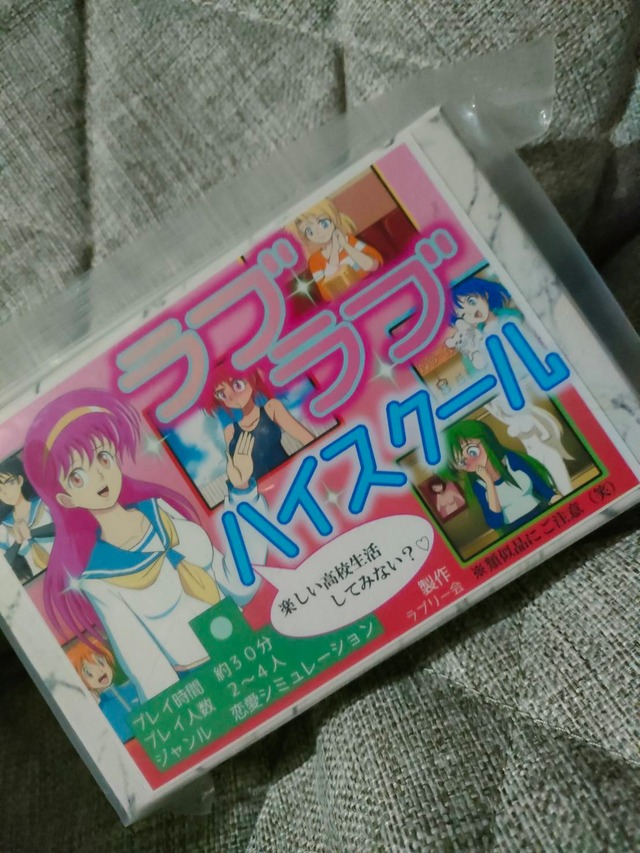 ラブ
ラブ
ハイスクール
楽しい高校生活
してみない？♡
製作
ラブリー会
※類似品にご注意（笑）
プレイ時間 約３０分
プレイ人数 ２～４人
ジャンル 恋愛シミュレーション